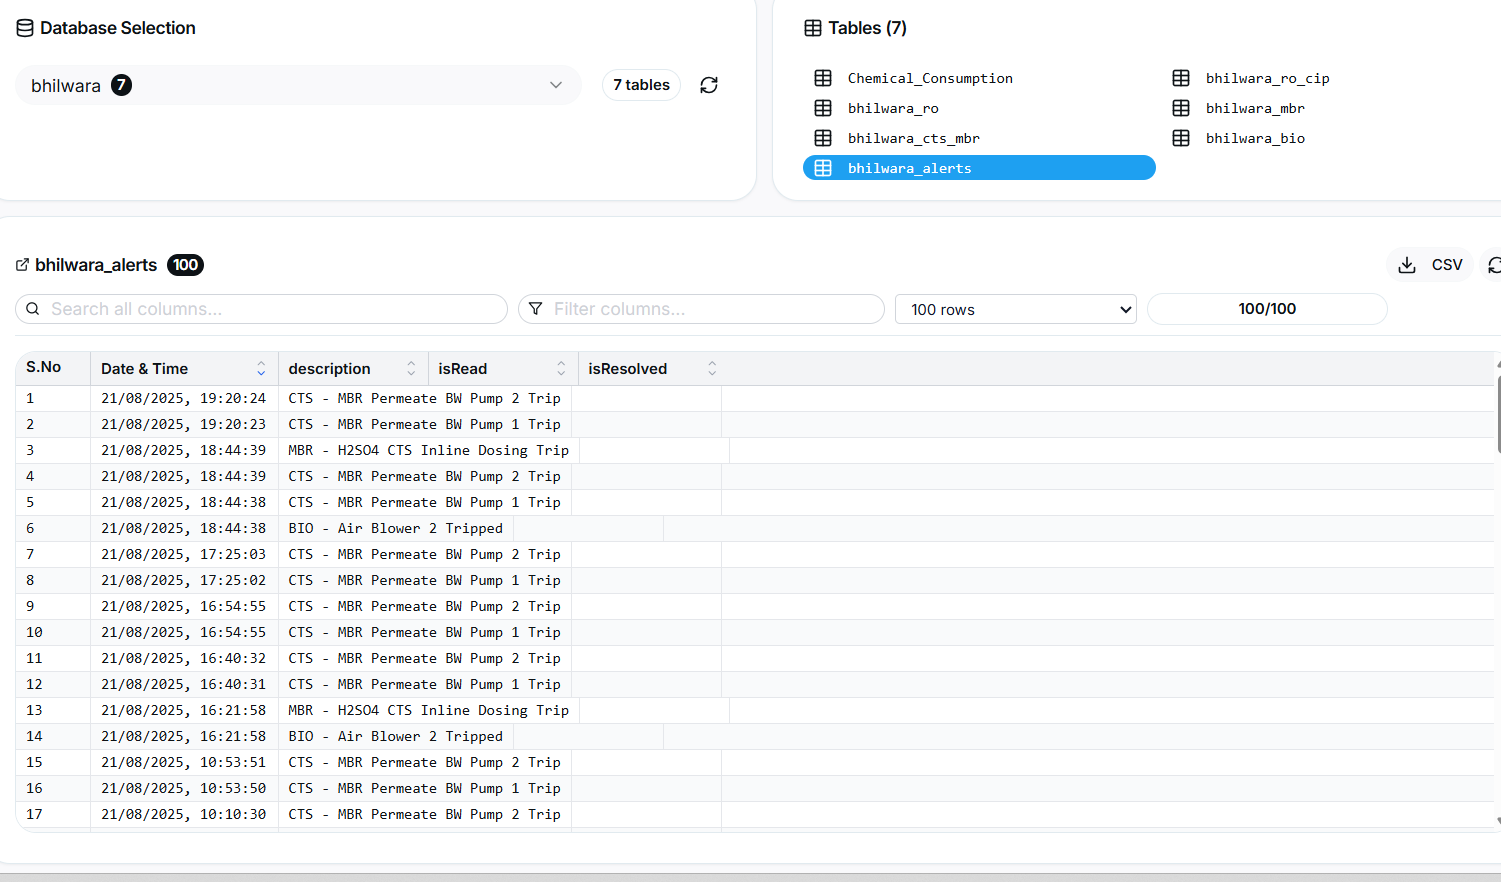 Database Selection
bhilwara 7
7 tables
Tables (7)
Chemical_Consumption
bhilwara_ro_cip
bhilwara_ro
bhilwara_mbr
bhilwara_cts_mbr
bhilwara_bio
bhilwara_alerts
bhilwara_alerts 100
CSV
Search all columns...
Filter columns...
100 rows
100/100
S.No Date & Time description isRead isResolved
1 21/08/2025, 19:20:24 CTS - MBR Permeate BW Pump 2 Trip
2 21/08/2025, 19:20:23 CTS - MBR Permeate BW Pump 1 Trip
3 21/08/2025, 18:44:39 MBR - H2SO4 CTS Inline Dosing Trip
4 21/08/2025, 18:44:39 CTS - MBR Permeate BW Pump 2 Trip
5 21/08/2025, 18:44:38 CTS - MBR Permeate BW Pump 1 Trip
6 21/08/2025, 18:44:38 BIO - Air Blower 2 Tripped
7 21/08/2025, 17:25:03 CTS - MBR Permeate BW Pump 2 Trip
8 21/08/2025, 17:25:02 CTS - MBR Permeate BW Pump 1 Trip
9 21/08/2025, 16:54:55 CTS - MBR Permeate BW Pump 2 Trip
10 21/08/2025, 16:54:55 CTS - MBR Permeate BW Pump 1 Trip
11 21/08/2025, 16:40:32 CTS - MBR Permeate BW Pump 2 Trip
12 21/08/2025, 16:40:31 CTS - MBR Permeate BW Pump 1 Trip
13 21/08/2025, 16:21:58 MBR - H2SO4 CTS Inline Dosing Trip
14 21/08/2025, 16:21:58 BIO - Air Blower 2 Tripped
15 21/08/2025, 10:53:51 CTS - MBR Permeate BW Pump 2 Trip
16 21/08/2025, 10:53:50 CTS - MBR Permeate BW Pump 1 Trip
17 21/08/2025, 10:10:30 CTS - MBR Permeate BW Pump 2 Trip